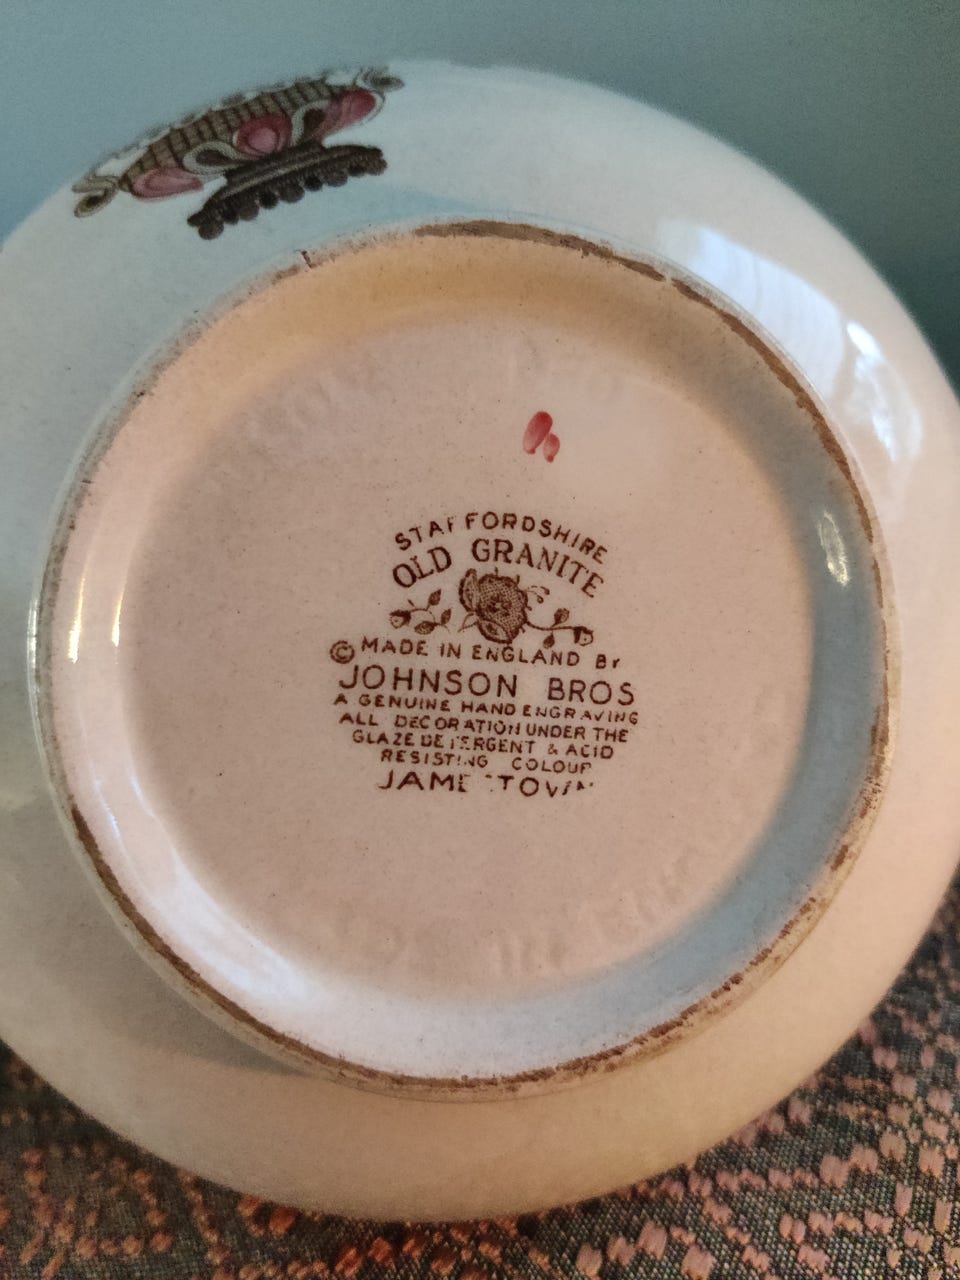 STAFFORDSHIRE
OLD GRANITE
© MADE IN ENGLAND BY
JOHNSON BROS
A GENUINE HAND ENGRAVING
ALL DECORATION UNDER THE
GLAZE DETERGENT & ACID
RESISTING COLOUR
JAMESTOWN